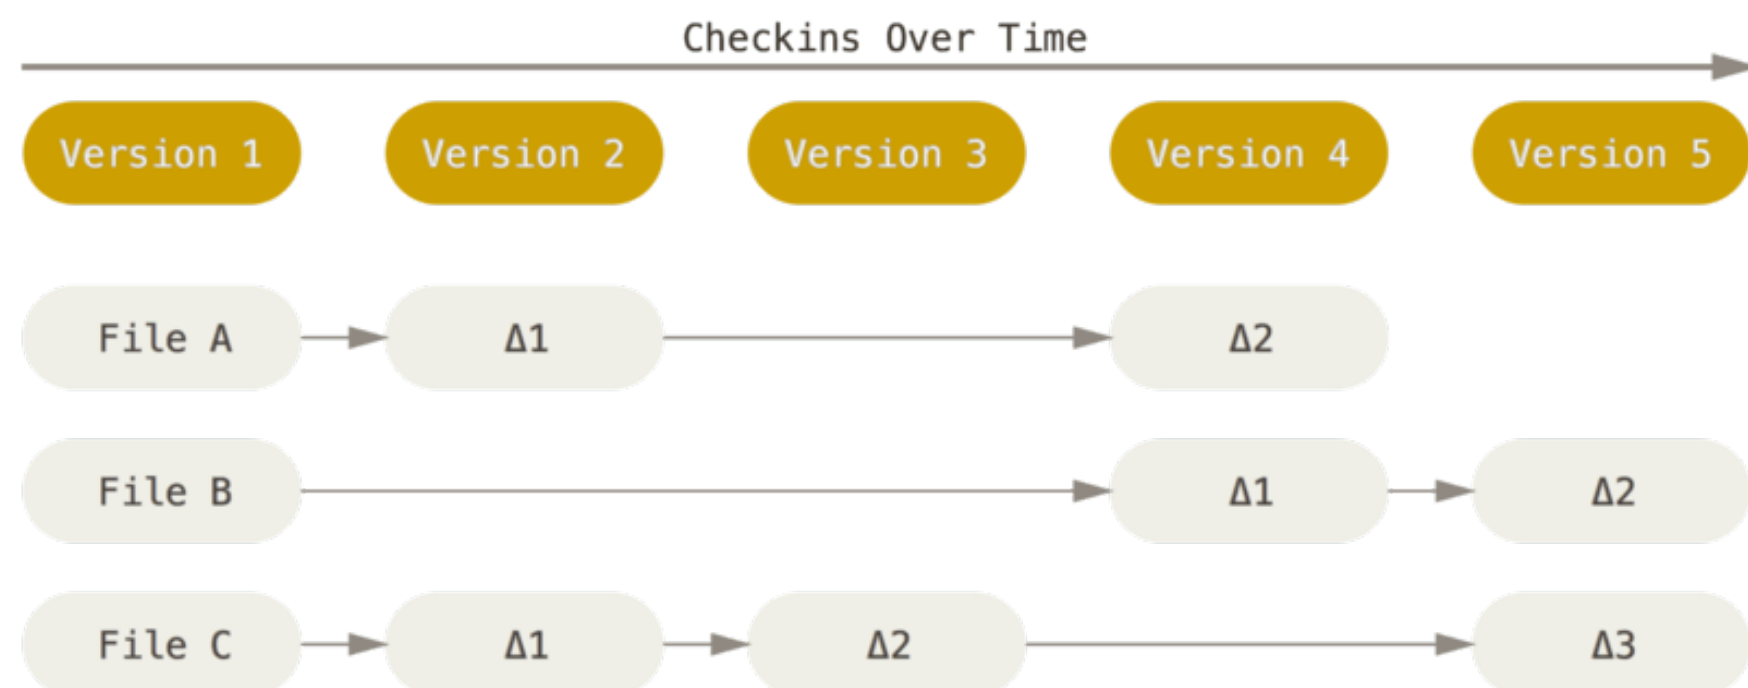 Checkins Over Time
Version 1 Version 2 Version 3 Version 4 Version 5
File A Δ1 Δ2
File B Δ1 Δ2
File C Δ1 Δ2 Δ3